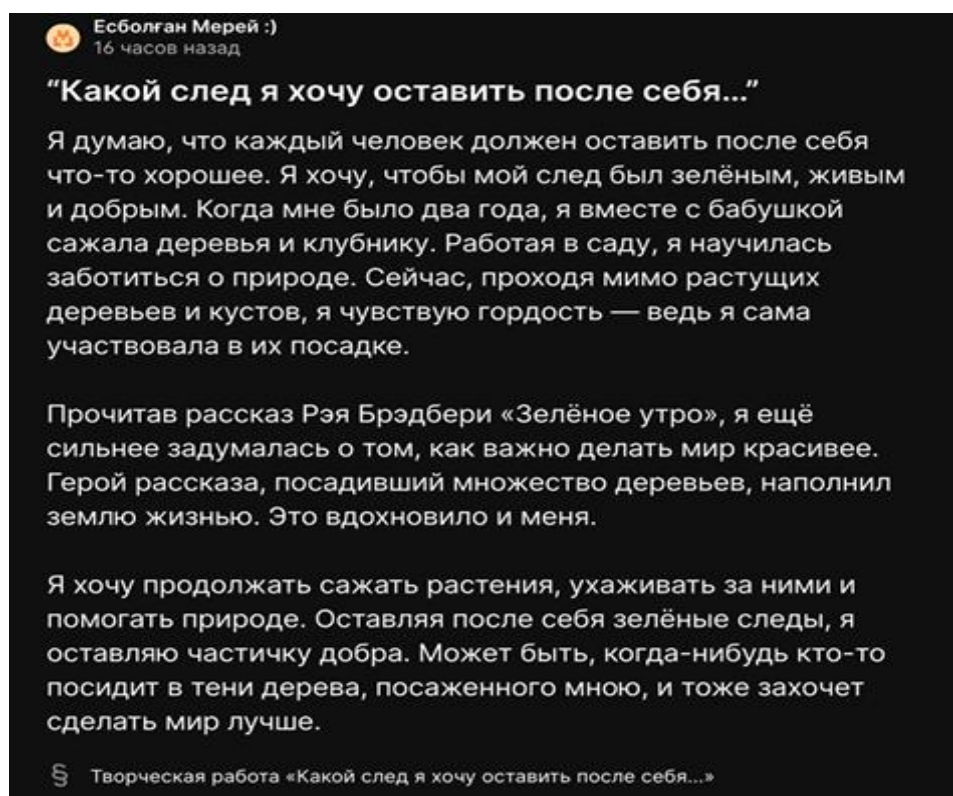 Есболған Мерей :)
16 часов назад
“Какой след я хочу оставить после себя...”
Я думаю, что каждый человек должен оставить после себя
что-то хорошее. Я хочу, чтобы мой след был зелёным, живым
и добрым. Когда мне было два года, я вместе с бабушкой
сажала деревья и клубнику. Работая в саду, я научилась
заботиться о природе. Сейчас, проходя мимо растущих
деревьев и кустов, я чувствую гордость — ведь я сама
участвовала в их посадке.
Прочитав рассказ Рэя Брэдбери «Зелёное утро», я ещё
сильнее задумалась о том, как важно делать мир красивее.
Герой рассказа, посадивший множество деревьев, наполнил
землю жизнью. Это вдохновило и меня.
Я хочу продолжать сажать растения, ухаживать за ними и
помогать природе. Оставляя после себя зелёные следы, я
оставляю частичку добра. Может быть, когда-нибудь кто-то
посидит в тени дерева, посаженного мною, и тоже захочет
сделать мир лучше.
§ Творческая работа «Какой след я хочу оставить после себя...»